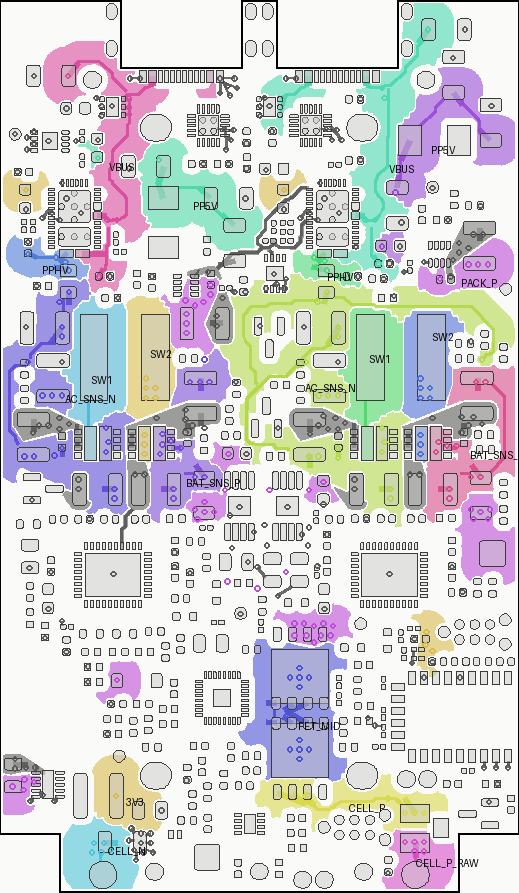 VBUS
PP5V
VBUS
PP5V
PPHV
PPHV
PACK_P
SW1
SW2
SW1
SW2
AC_SNS_N
AC_SNS_N
BAT_SNS_P
BAT_SNS_
FET_MID
3V3
CELL_P
CELL_N
CELL_P_RAW